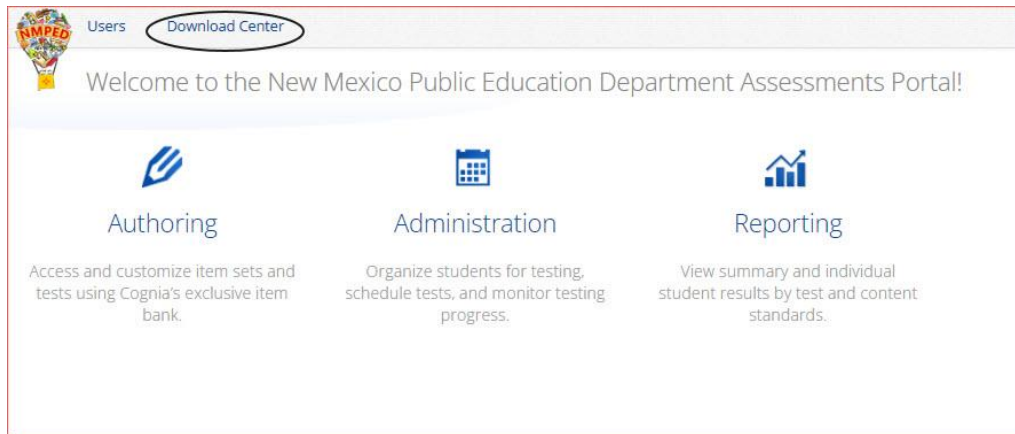 NMPED
Users
Download Center
Welcome to the New Mexico Public Education Department Assessments Portal!
Authoring
Access and customize item sets and
tests using Cognia's exclusive item
bank.
Administration
Organize students for testing,
schedule tests, and monitor testing
progress.
Reporting
View summary and individual
student results by test and content
standards.